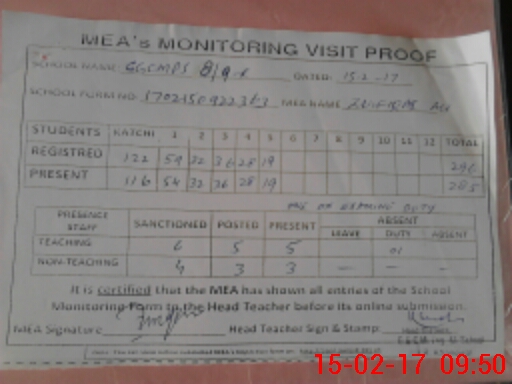 MEA's MONITORING VISIT PROOF
SCHOOL NAME: GGCMPS 8/9-R DATED: 15-2-17
SCHOOL FORM NO. MEA NAME
STUDENTS KATCHI 1 2 3 4 5 6 7 8 9 10 11 12 TOTAL
REGISTRED 122 59 32 36 28 19 296
PRESENT 116 54 32 36 28 19 285
ON DUTY
PRESENCE STAFF SANCTIONED POSTED PRESENT ABSENT
LEAVE DUTY ABSENT
TEACHING 6 5 5 01
NON-TEACHING 4 3 3 — — —
It is certified that the MEA has shown all entries of the School
Monitoring Form to the Head Teacher before its online submission.
MEA Signature Head Teacher Sign & Stamp:
15-02-17 09:50